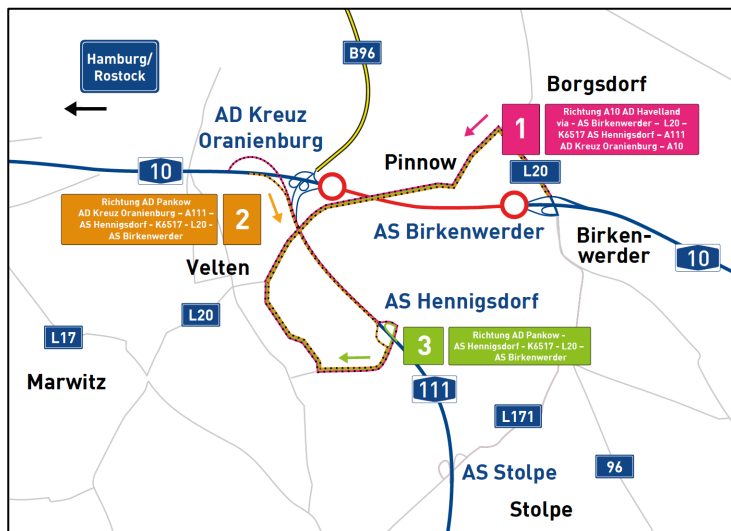 Hamburg/
Rostock
B96
AD Kreuz
Oranienburg
Borgsdorf
1
Richtung A10 AD Havelland
via - AS Birkenwerder – L20 –
K6517 AS Hennigsdorf – A111
AD Kreuz Oranienburg – A10
Pinnow
L20
10
Richtung AD Pankow
AD Kreuz Oranienburg – A111 –
AS Hennigsdorf - K6517 - L20 -
AS Birkenwerder
2
AS Birkenwerder
Birken-
werder
10
Velten
AS Hennigsdorf
L20
L17
3
Richtung AD Pankow -
AS Hennigsdorf - K6517 - L20 –
AS Birkenwerder
Marwitz
111
L171
AS Stolpe
96
Stolpe